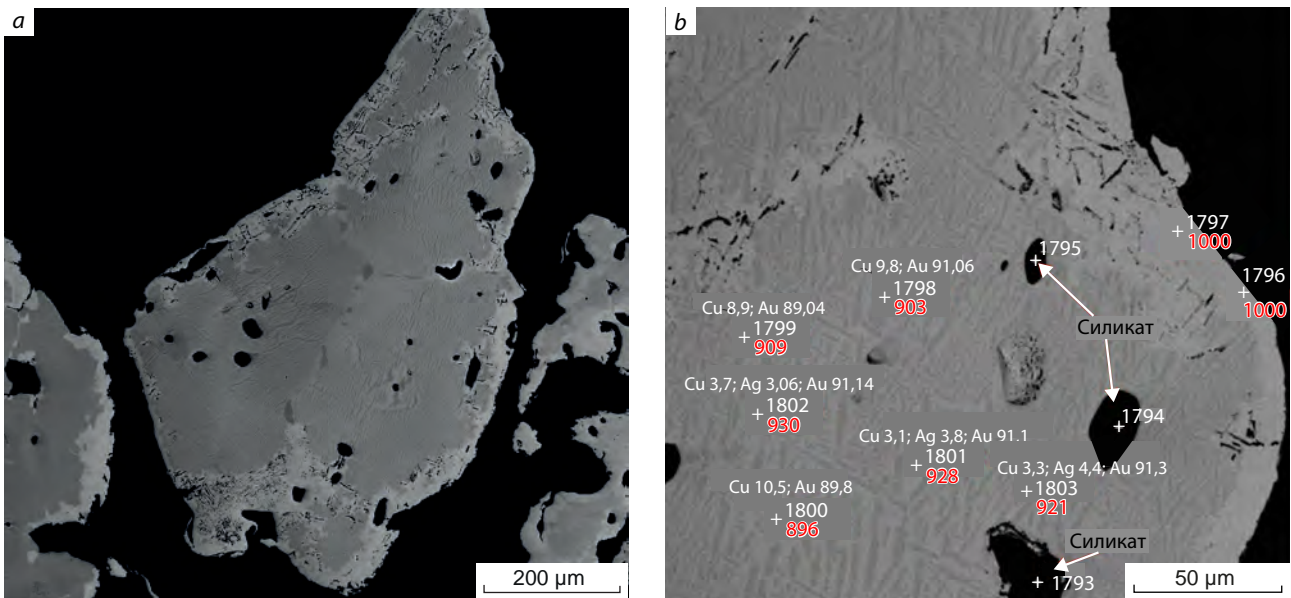 a
200 µm
b
1797
1000
1795
1796
1000
Cu 9,8; Au 91,06
1798
903
Cu 8,9; Au 89,04
1799
909
Силикат
Cu 3,7; Ag 3,06; Au 91,14
1802
930
1794
Cu 3,1; Ag 3,8; Au 91,1
1801
928
Cu 3,3; Ag 4,4; Au 91,3
1803
921
Cu 10,5; Au 89,8
1800
896
Силикат
1793
50 µm